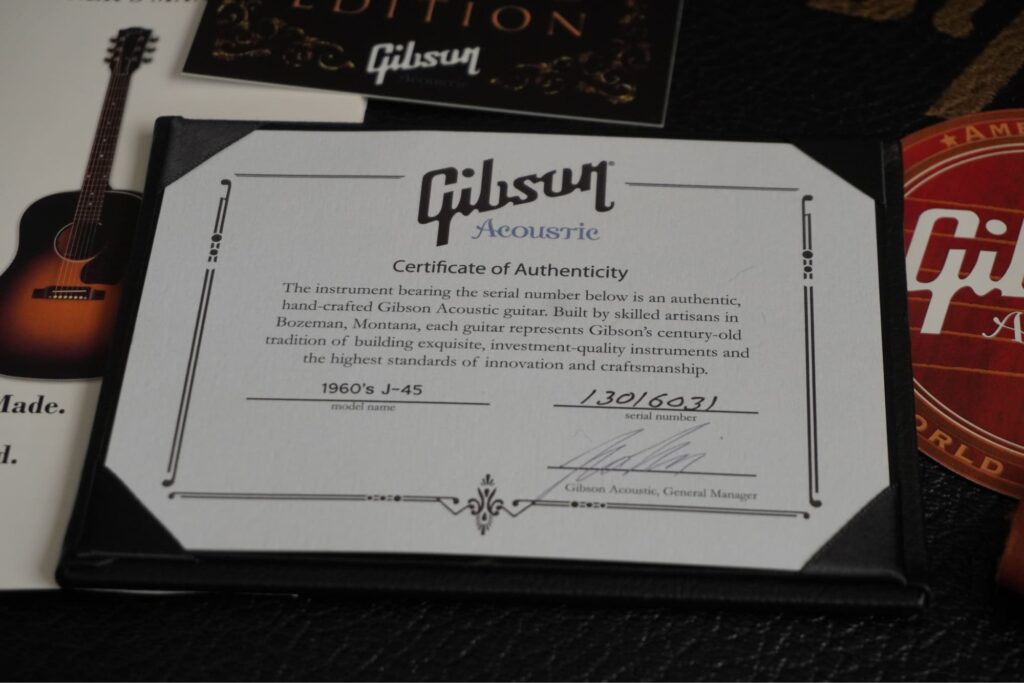 EDITION
Gibson
Acoustic
Gibson
Acoustic
Certificate of Authenticity
The instrument bearing the serial number below is an authentic,
hand-crafted Gibson Acoustic guitar. Built by skilled artisans in
Bozeman, Montana, each guitar represents Gibson's century-old
tradition of building exquisite, investment-quality instruments and
the highest standards of innovation and craftsmanship.
1960's J-45
model name
13016031
serial number
Gibson Acoustic, General Manager
Made.